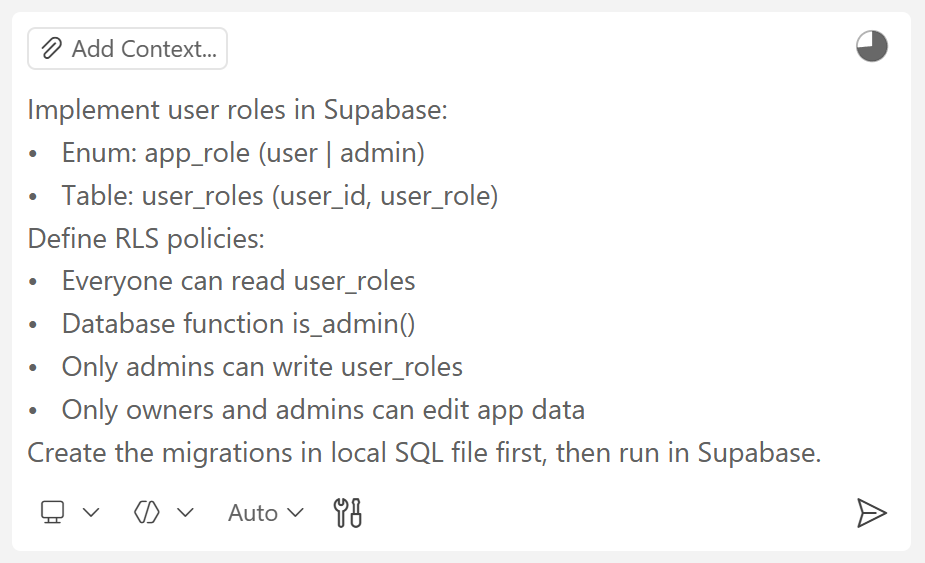 Add Context...
Implement user roles in Supabase:
• Enum: app_role (user | admin)
• Table: user_roles (user_id, user_role)
Define RLS policies:
• Everyone can read user_roles
• Database function is_admin()
• Only admins can write user_roles
• Only owners and admins can edit app data
Create the migrations in local SQL file first, then run in Supabase.
Auto